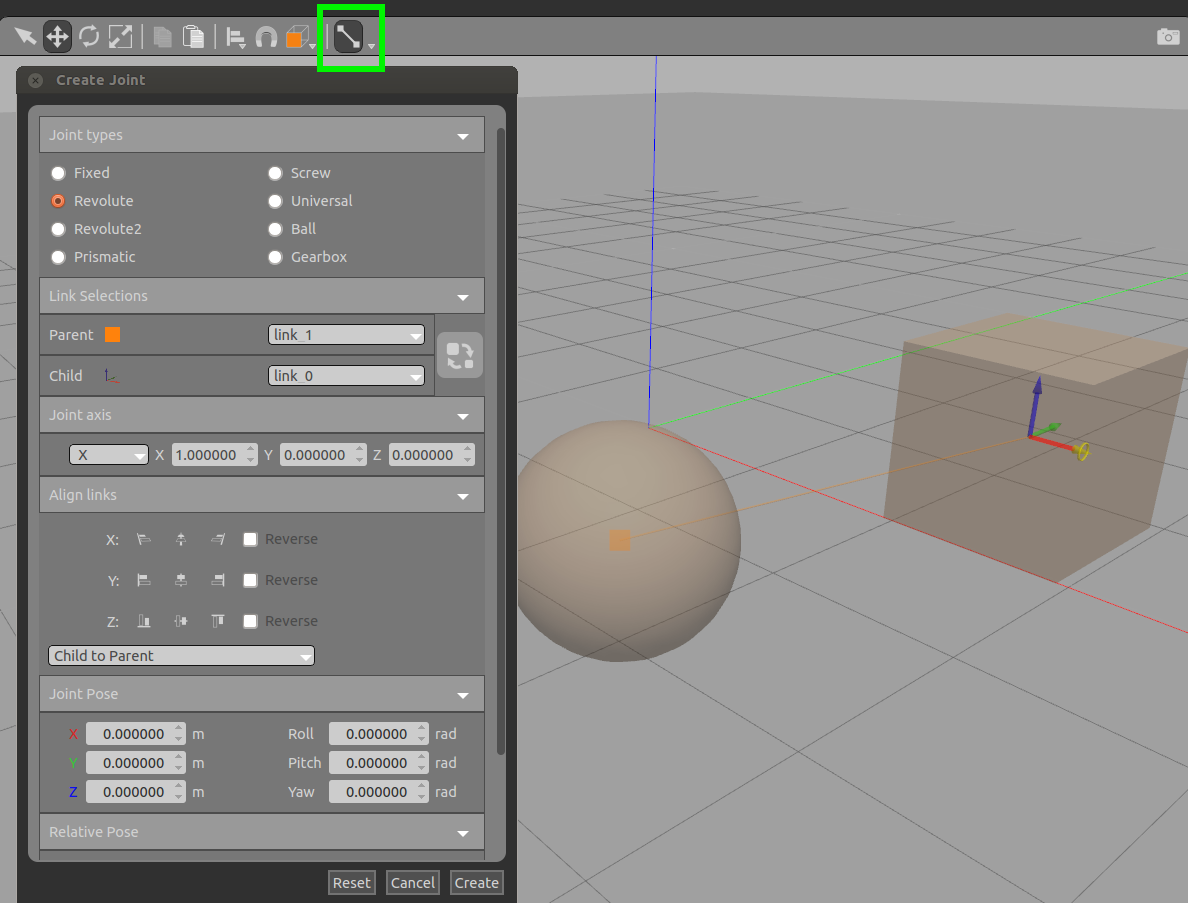 Create Joint
Joint types
Fixed Screw
Revolute Universal
Revolute2 Ball
Prismatic Gearbox
Link Selections
Parent link_1
Child link_0
Joint axis
X X 1.000000 Y 0.000000 Z 0.000000
Align links
X: Reverse
Y: Reverse
Z: Reverse
Child to Parent
Joint Pose
X 0.000000 m Roll 0.000000 rad
Y 0.000000 m Pitch 0.000000 rad
Z 0.000000 m Yaw 0.000000 rad
Relative Pose
Reset Cancel Create